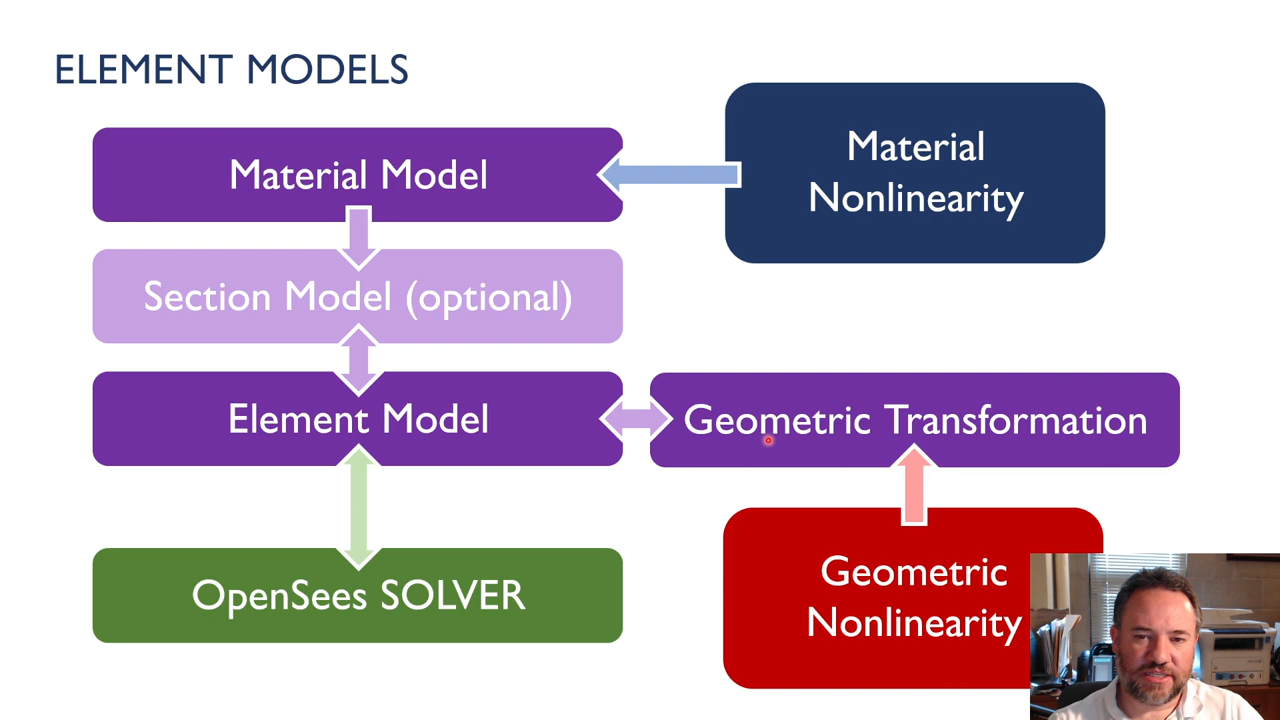 ELEMENT MODELS
Material Model
Material
Nonlinearity
Section Model (optional)
Element Model
Geometric Transformation
OpenSees SOLVER
Geometric
Nonlinearity